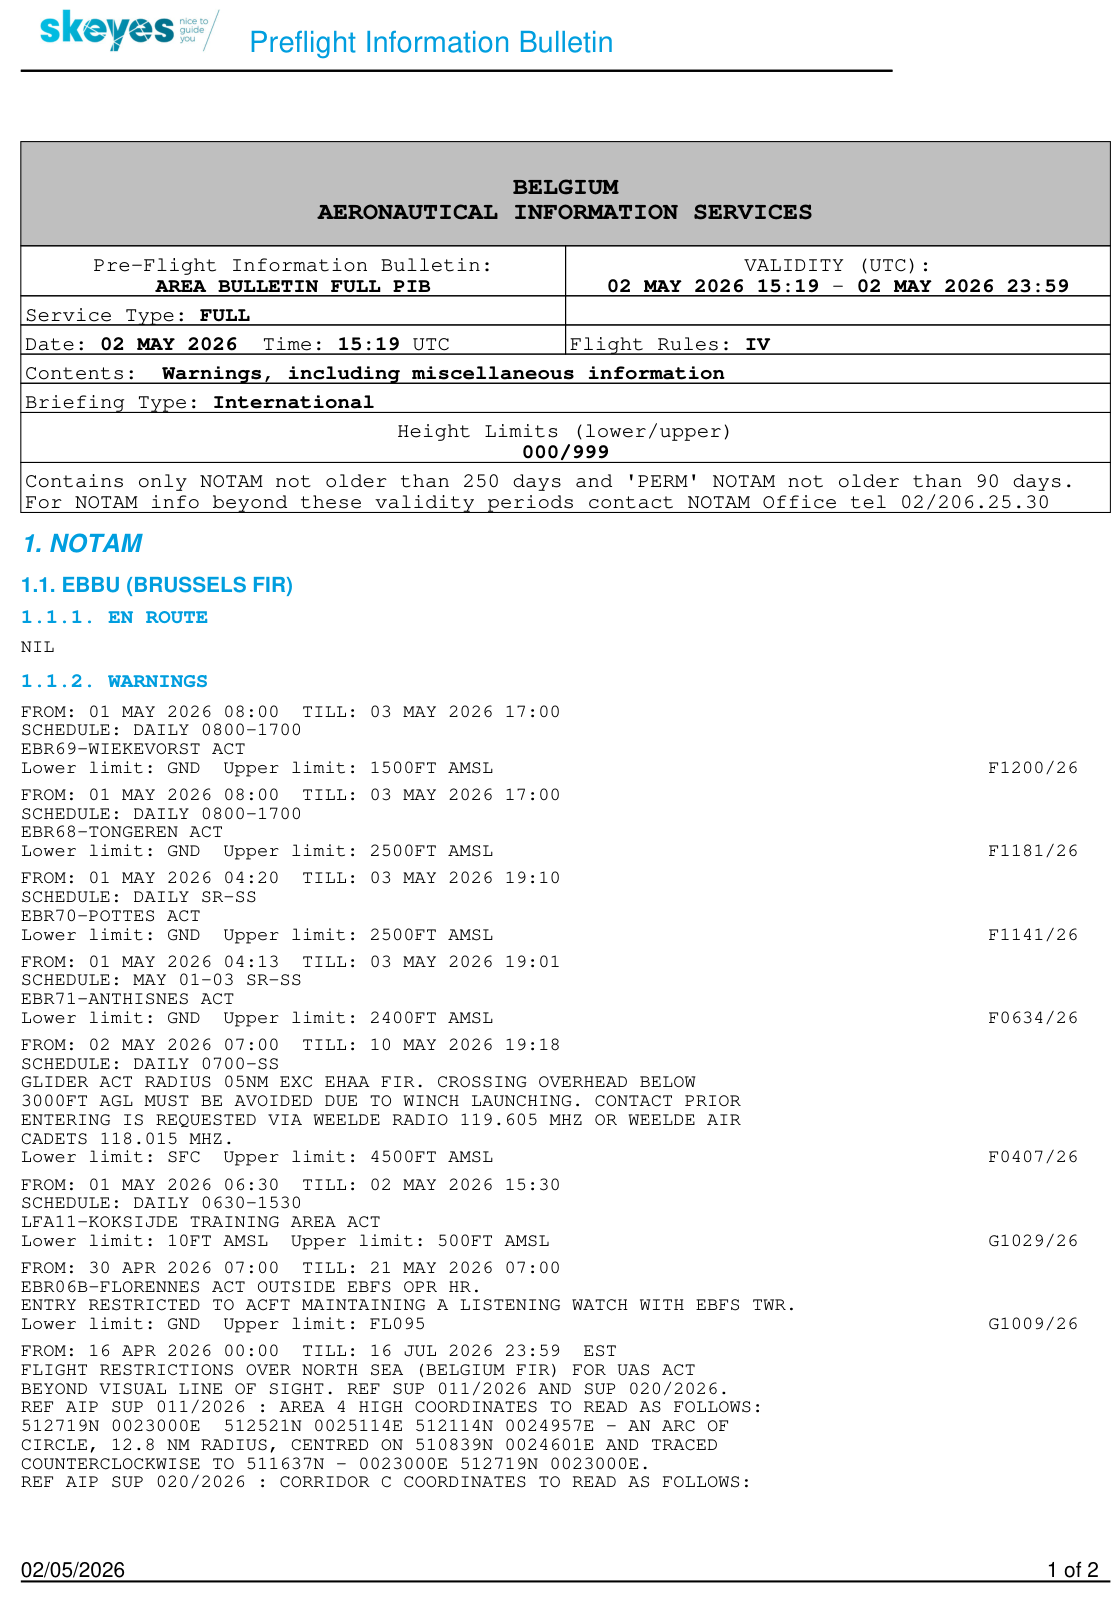 skeyes nice to guide you
Preflight Information Bulletin
BELGIUM
AERONAUTICAL INFORMATION SERVICES
Pre-Flight Information Bulletin:
AREA BULLETIN FULL PIB
VALIDITY (UTC):
02 MAY 2026 15:19 - 02 MAY 2026 23:59
Service Type: FULL
Date: 02 MAY 2026  Time: 15:19 UTC
Flight Rules: IV
Contents:  Warnings, including miscellaneous information
Briefing Type: International
Height Limits (lower/upper)
000/999
Contains only NOTAM not older than 250 days and 'PERM' NOTAM not older than 90 days.
For NOTAM info beyond these validity periods contact NOTAM Office tel 02/206.25.30
1. NOTAM
1.1. EBBU (BRUSSELS FIR)
1.1.1. EN ROUTE
NIL
1.1.2. WARNINGS
FROM: 01 MAY 2026 08:00  TILL: 03 MAY 2026 17:00
SCHEDULE: DAILY 0800-1700
EBR69-WIEKEVORST ACT
Lower limit: GND  Upper limit: 1500FT AMSL F1200/26
FROM: 01 MAY 2026 08:00  TILL: 03 MAY 2026 17:00
SCHEDULE: DAILY 0800-1700
EBR68-TONGEREN ACT
Lower limit: GND  Upper limit: 2500FT AMSL F1181/26
FROM: 01 MAY 2026 04:20  TILL: 03 MAY 2026 19:10
SCHEDULE: DAILY SR-SS
EBR70-POTTES ACT
Lower limit: GND  Upper limit: 2500FT AMSL F1141/26
FROM: 01 MAY 2026 04:13  TILL: 03 MAY 2026 19:01
SCHEDULE: MAY 01-03 SR-SS
EBR71-ANTHISNES ACT
Lower limit: GND  Upper limit: 2400FT AMSL F0634/26
FROM: 02 MAY 2026 07:00  TILL: 10 MAY 2026 19:18
SCHEDULE: DAILY 0700-SS
GLIDER ACT RADIUS 05NM EXC EHAA FIR. CROSSING OVERHEAD BELOW
3000FT AGL MUST BE AVOIDED DUE TO WINCH LAUNCHING. CONTACT PRIOR
ENTERING IS REQUESTED VIA WEELDE RADIO 119.605 MHZ OR WEELDE AIR
CADETS 118.015 MHZ.
Lower limit: SFC  Upper limit: 4500FT AMSL F0407/26
FROM: 01 MAY 2026 06:30  TILL: 02 MAY 2026 15:30
SCHEDULE: DAILY 0630-1530
LFA11-KOKSIJDE TRAINING AREA ACT
Lower limit: 10FT AMSL  Upper limit: 500FT AMSL G1029/26
FROM: 30 APR 2026 07:00  TILL: 21 MAY 2026 07:00
EBR06B-FLORENNES ACT OUTSIDE EBFS OPR HR.
ENTRY RESTRICTED TO ACFT MAINTAINING A LISTENING WATCH WITH EBFS TWR.
Lower limit: GND  Upper limit: FL095 G1009/26
FROM: 16 APR 2026 00:00  TILL: 16 JUL 2026 23:59  EST
FLIGHT RESTRICTIONS OVER NORTH SEA (BELGIUM FIR) FOR UAS ACT
BEYOND VISUAL LINE OF SIGHT. REF SUP 011/2026 AND SUP 020/2026.
REF AIP SUP 011/2026 : AREA 4 HIGH COORDINATES TO READ AS FOLLOWS:
512719N 0023000E  512521N 0025114E 512114N 0024957E - AN ARC OF
CIRCLE, 12.8 NM RADIUS, CENTRED ON 510839N 0024601E AND TRACED
COUNTERCLOCKWISE TO 511637N - 0023000E 512719N 0023000E.
REF AIP SUP 020/2026 : CORRIDOR C COORDINATES TO READ AS FOLLOWS:
02/05/2026
1 of 2